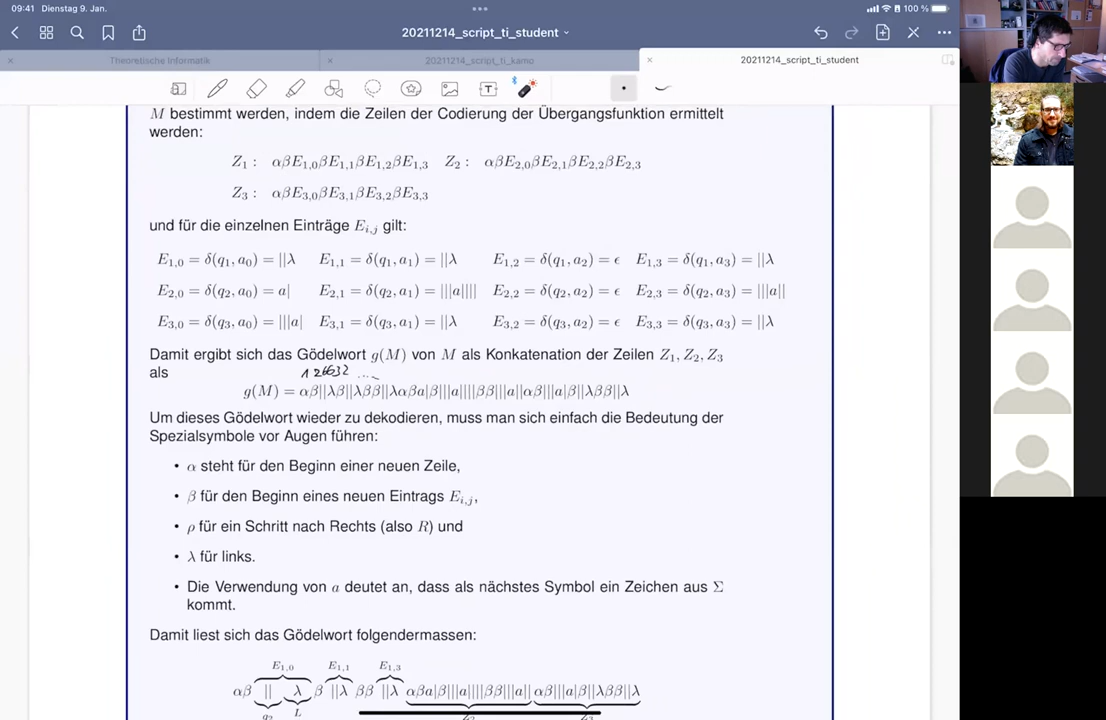 09:41 Dienstag 9. Jan.
100 %
20211214_script_ti_student
Theoretische Informatik
20211214_script_ti_kamo
20211214_script_ti_student
M bestimmt werden, indem die Zeilen der Codierung der Übergangsfunktion ermittelt
werden:
Z₁ : αβE₁,₀βE₁,₁βE₁,₂βE₁,₃ Z₂ : αβE₂,₀βE₂,₁βE₂,₂βE₂,₃
Z₃ : αβE₃,₀βE₃,₁βE₃,₂βE₃,₃
und für die einzelnen Einträge Eᵢ,ⱼ gilt:
E₁,₀ = δ(q₁, a₀) = ||λ E₁,₁ = δ(q₁, a₁) = ||λ E₁,₂ = δ(q₁, a₂) = ϵ E₁,₃ = δ(q₁, a₃) = ||λ
E₂,₀ = δ(q₂, a₀) = a| E₂,₁ = δ(q₂, a₁) = |||a|||| E₂,₂ = δ(q₂, a₂) = ϵ E₂,₃ = δ(q₂, a₃) = |||a||
E₃,₀ = δ(q₃, a₀) = |||a| E₃,₁ = δ(q₃, a₁) = ||λ E₃,₂ = δ(q₃, a₂) = ϵ E₃,₃ = δ(q₃, a₃) = ||λ
Damit ergibt sich das Gödelwort g(M) von M als Konkatenation der Zeilen Z₁, Z₂, Z₃
als
g(M) = αβ||λβ||λββ||λαβa|β|||a||||ββ|||a||αβ|||a|β||λββ||λ
Um dieses Gödelwort wieder zu dekodieren, muss man sich einfach die Bedeutung der
Spezialsymbole vor Augen führen:
• α steht für den Beginn einer neuen Zeile,
• β für den Beginn eines neuen Eintrags Eᵢ,ⱼ,
• ρ für ein Schritt nach Rechts (also R) und
• λ für links.
• Die Verwendung von a deutet an, dass als nächstes Symbol ein Zeichen aus Σ
kommt.
Damit liest sich das Gödelwort folgendermassen:
E₁,₀ E₁,₁ E₁,₃
αβ || λ β ||λ ββ ||λ αβa|β|||a||||ββ|||a|| αβ|||a|β||λββ||λ
q₂ L